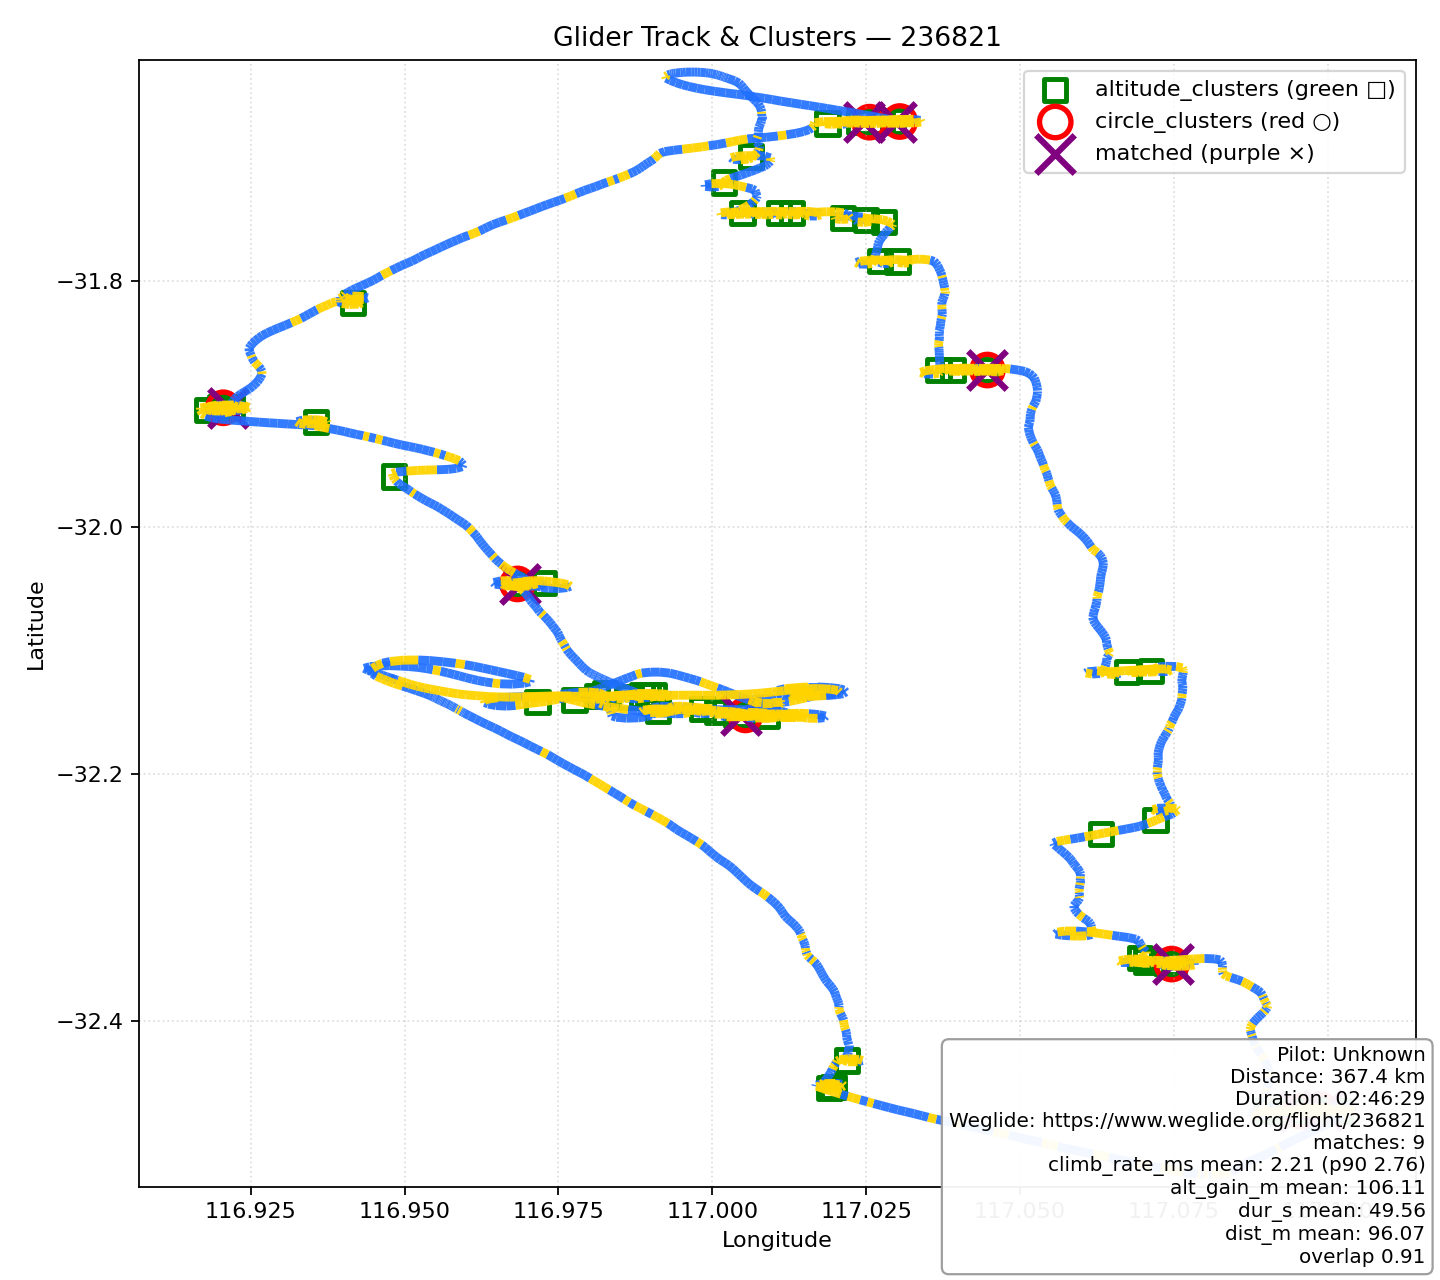 Glider Track & Clusters — 236821
altitude_clusters (green □)
circle_clusters (red ○)
matched (purple ×)
Latitude
−31.8
−32.0
−32.2
−32.4
116.925 116.950 116.975 117.000 117.025 117.050 117.075
Longitude
Pilot: Unknown
Distance: 367.4 km
Duration: 02:46:29
Weglide: https://www.weglide.org/flight/236821
matches: 9
climb_rate_ms mean: 2.21 (p90 2.76)
alt_gain_m mean: 106.11
dur_s mean: 49.56
dist_m mean: 96.07
overlap 0.91